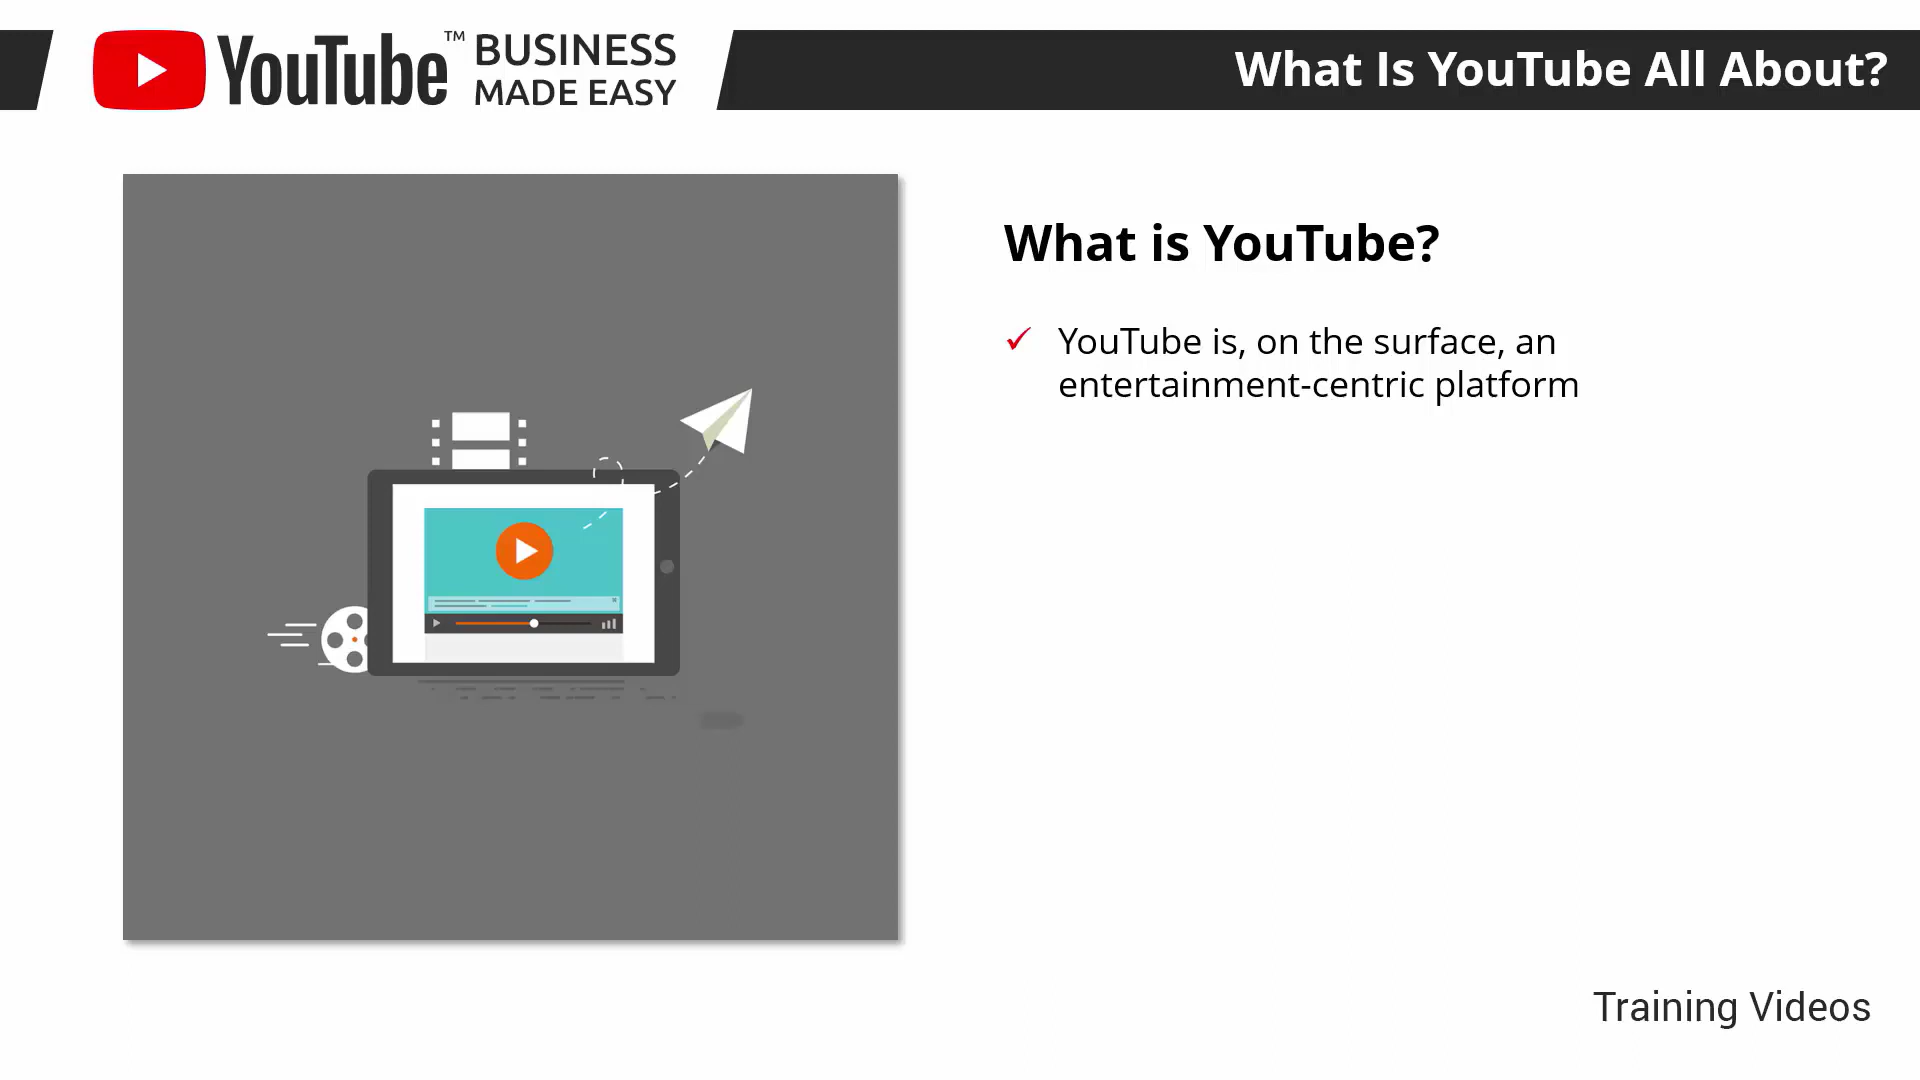 YouTube™ BUSINESS
MADE EASY
What Is YouTube All About?
What is YouTube?
YouTube is, on the surface, an
entertainment-centric platform
Training Videos